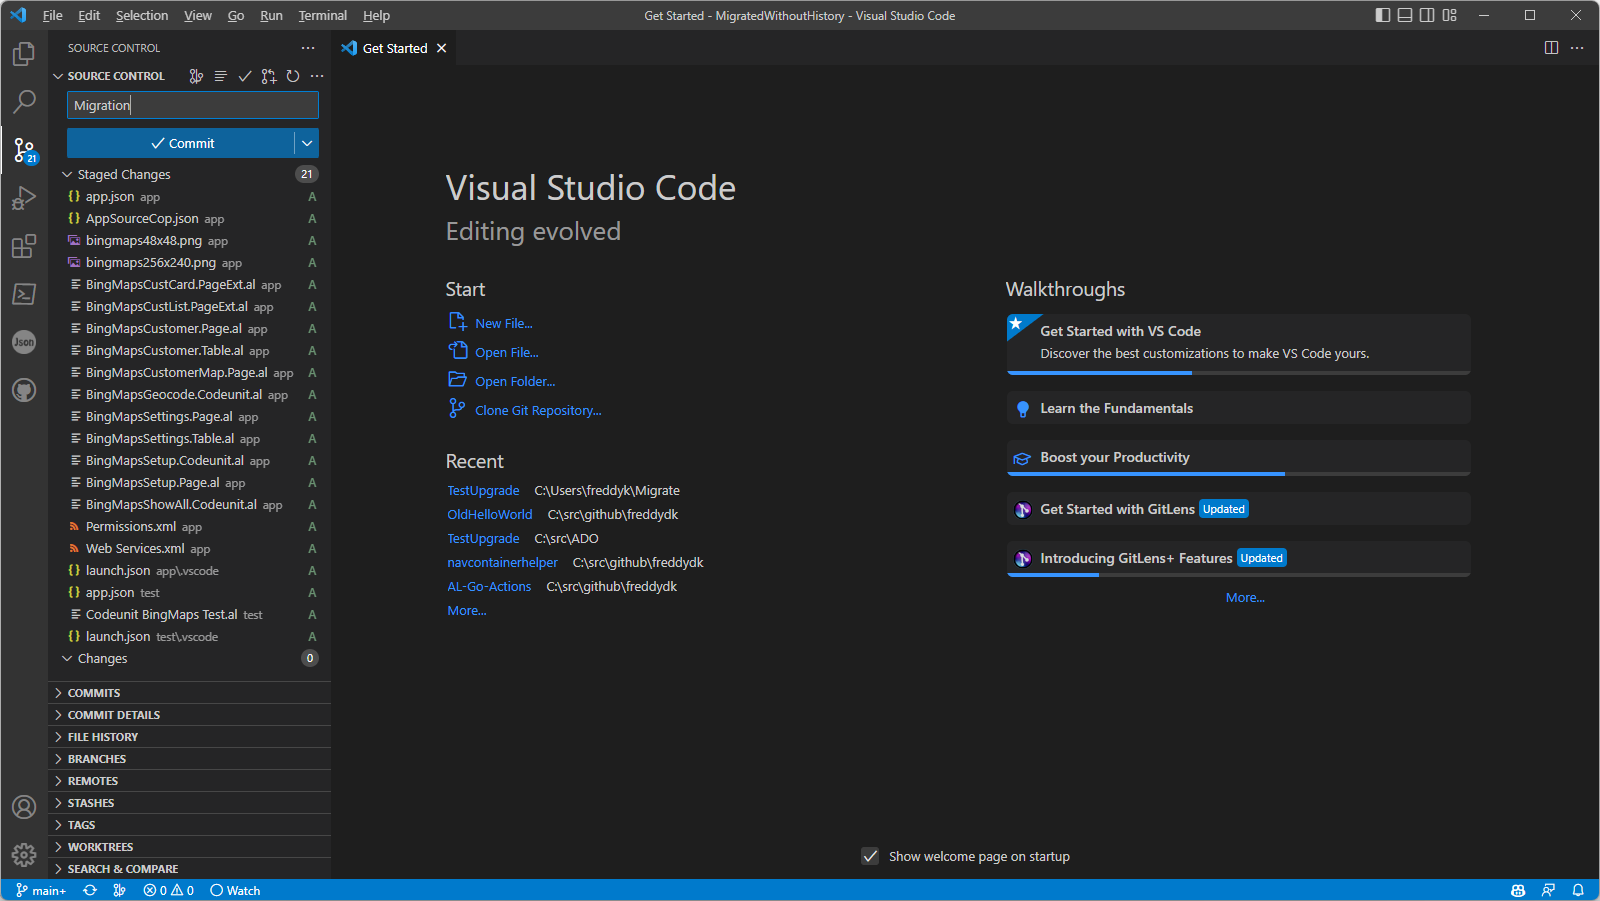 File Edit Selection View Go Run Terminal Help
Get Started - MigratedWithoutHistory - Visual Studio Code
SOURCE CONTROL
SOURCE CONTROL
Migration
Commit
Staged Changes 21
app.json app A
AppSourceCop.json app A
bingmaps48x48.png app A
bingmaps256x240.png app A
BingMapsCustCard.PageExt.al app A
BingMapsCustList.PageExt.al app A
BingMapsCustomer.Page.al app A
BingMapsCustomer.Table.al app A
BingMapsCustomerMap.Page.al app A
BingMapsGeocode.Codeunit.al app A
BingMapsSettings.Page.al app A
BingMapsSettings.Table.al app A
BingMapsSetup.Codeunit.al app A
BingMapsSetup.Page.al app A
BingMapsShowAll.Codeunit.al app A
Permissions.xml app A
Web Services.xml app A
launch.json app\.vscode A
app.json test A
Codeunit BingMaps Test.al test A
launch.json test\.vscode A
Changes 0
COMMITS
COMMIT DETAILS
FILE HISTORY
BRANCHES
REMOTES
STASHES
TAGS
WORKTREES
SEARCH & COMPARE
21
Json
Get Started
Visual Studio Code
Editing evolved
Start
New File...
Open File...
Open Folder...
Clone Git Repository...
Recent
TestUpgrade C:\Users\freddyk\Migrate
OldHelloWorld C:\src\github\freddydk
TestUpgrade C:\src\ADO
navcontainerhelper C:\src\github\freddydk
AL-Go-Actions C:\src\github\freddydk
More...
Walkthroughs
Get Started with VS Code
Discover the best customizations to make VS Code yours.
Learn the Fundamentals
Boost your Productivity
Get Started with GitLens Updated
Introducing GitLens+ Features Updated
More...
Show welcome page on startup
main+ 0 0 Watch